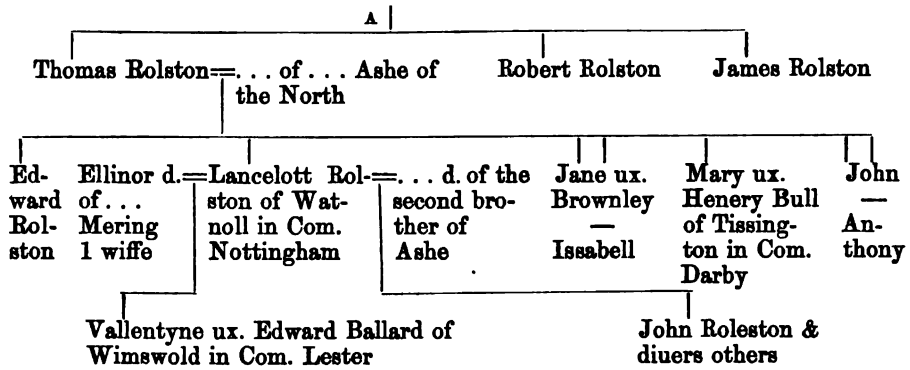 A
Thomas Rolston=. . . of . . . Ashe of
the North
Robert Rolston
James Rolston
Ed-
ward
Rol-
ston
Ellinor d.=
of . . .
Mering
1 wiffe
Lancelott Rol-=
ston of Wat-
noll in Com.
Nottingham
. . . d. of the
second bro-
ther of
Ashe
Jane ux.
Brownley
—
Issabell
Mary ux.
Henery Bull
of Tissing-
ton in Com.
Darby
John
—
An-
thony
Vallentyne ux. Edward Ballard of
Wimswold in Com. Lester
John Roleston &
diuers others